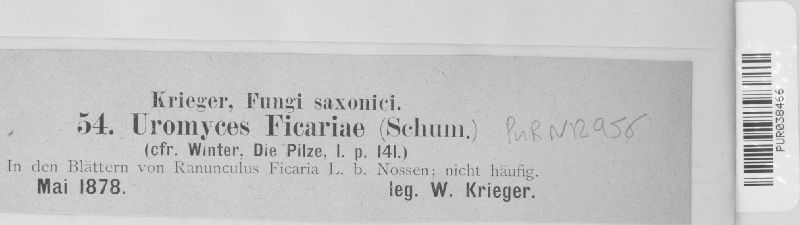 Krieger, Fungi saxonici.
54. Uromyces Ficariae (Schum.) PUR N12956
(cfr. Winter, Die Pilze, I. p. 141.)
In den Blättern von Ranunculus Ficaria L. b. Nossen; nicht häufig.
Mai 1878. leg. W. Krieger.
PUR038466